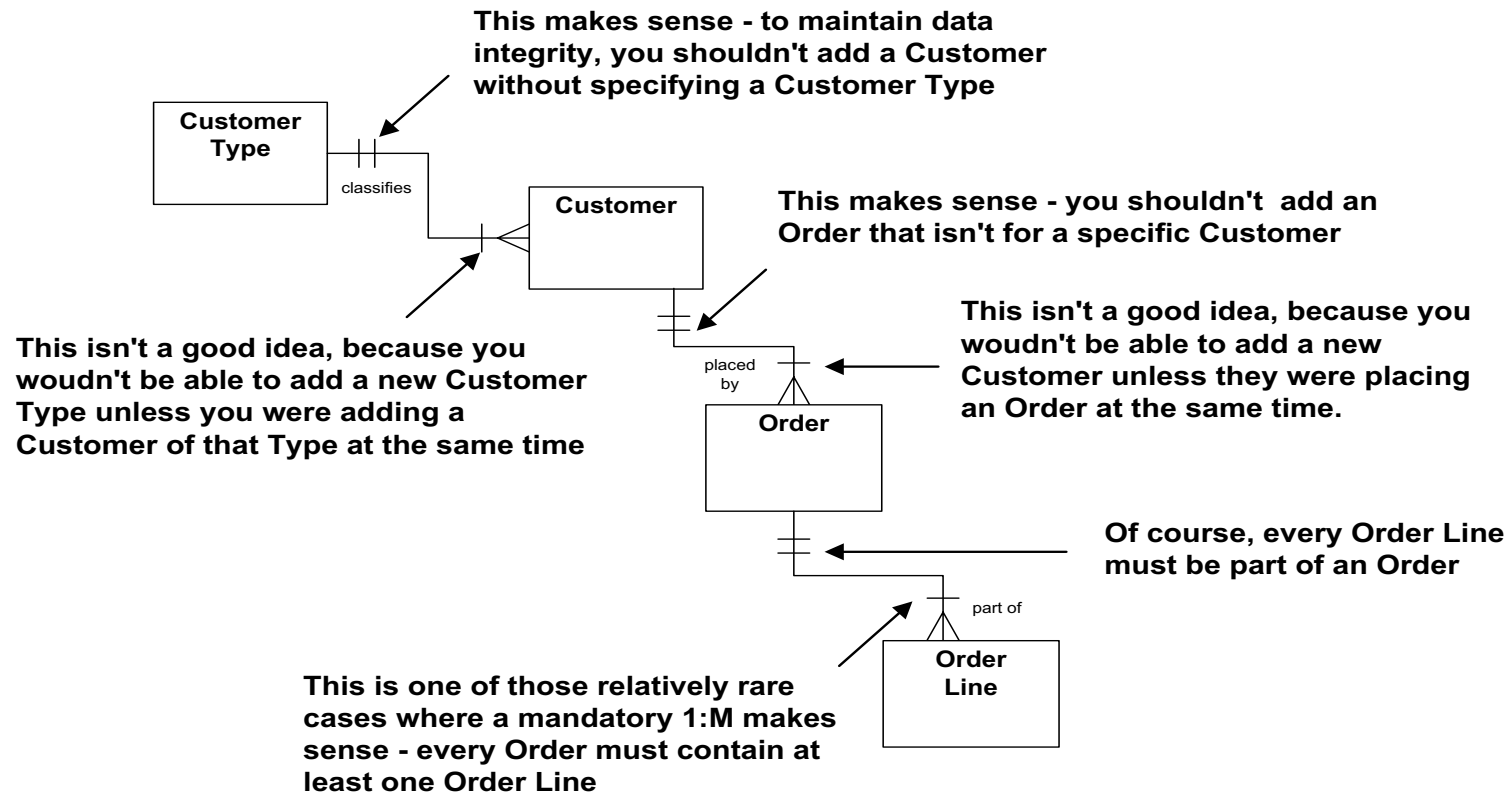 This makes sense - to maintain data
integrity, you shouldn't add a Customer
without specifying a Customer Type
Customer
Type
classifies
Customer
This makes sense - you shouldn't  add an
Order that isn't for a specific Customer
This isn't a good idea, because you
woudn't be able to add a new Customer
Type unless you were adding a
Customer of that Type at the same time
placed
by
This isn't a good idea, because you
woudn't be able to add a new
Customer unless they were placing
an Order at the same time.
Order
Of course, every Order Line
must be part of an Order
part of
Order
Line
This is one of those relatively rare
cases where a mandatory 1:M makes
sense - every Order must contain at
least one Order Line